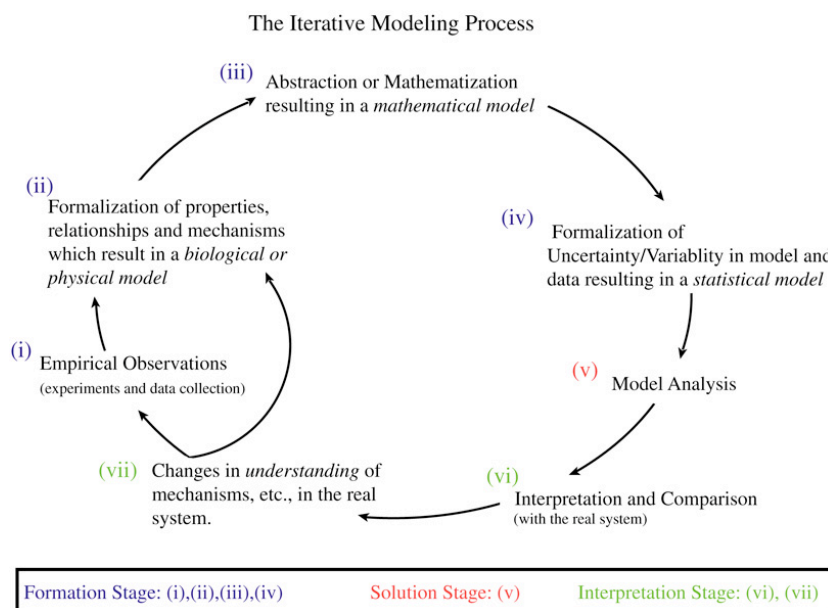 The Iterative Modeling Process
(iii)
Abstraction or Mathematization
resulting in a mathematical model
(ii)
Formalization of properties,
relationships and mechanisms
which result in a biological or
physical model
(iv)
Formalization of
Uncertainty/Variablity in model and
data resulting in a statistical model
(i)
Empirical Observations
(experiments and data collection)
(v)
Model Analysis
(vii)
Changes in understanding of
mechanisms, etc., in the real
system.
(vi)
Interpretation and Comparison
(with the real system)
Formation Stage: (i),(ii),(iii),(iv)
Solution Stage: (v)
Interpretation Stage: (vi), (vii)